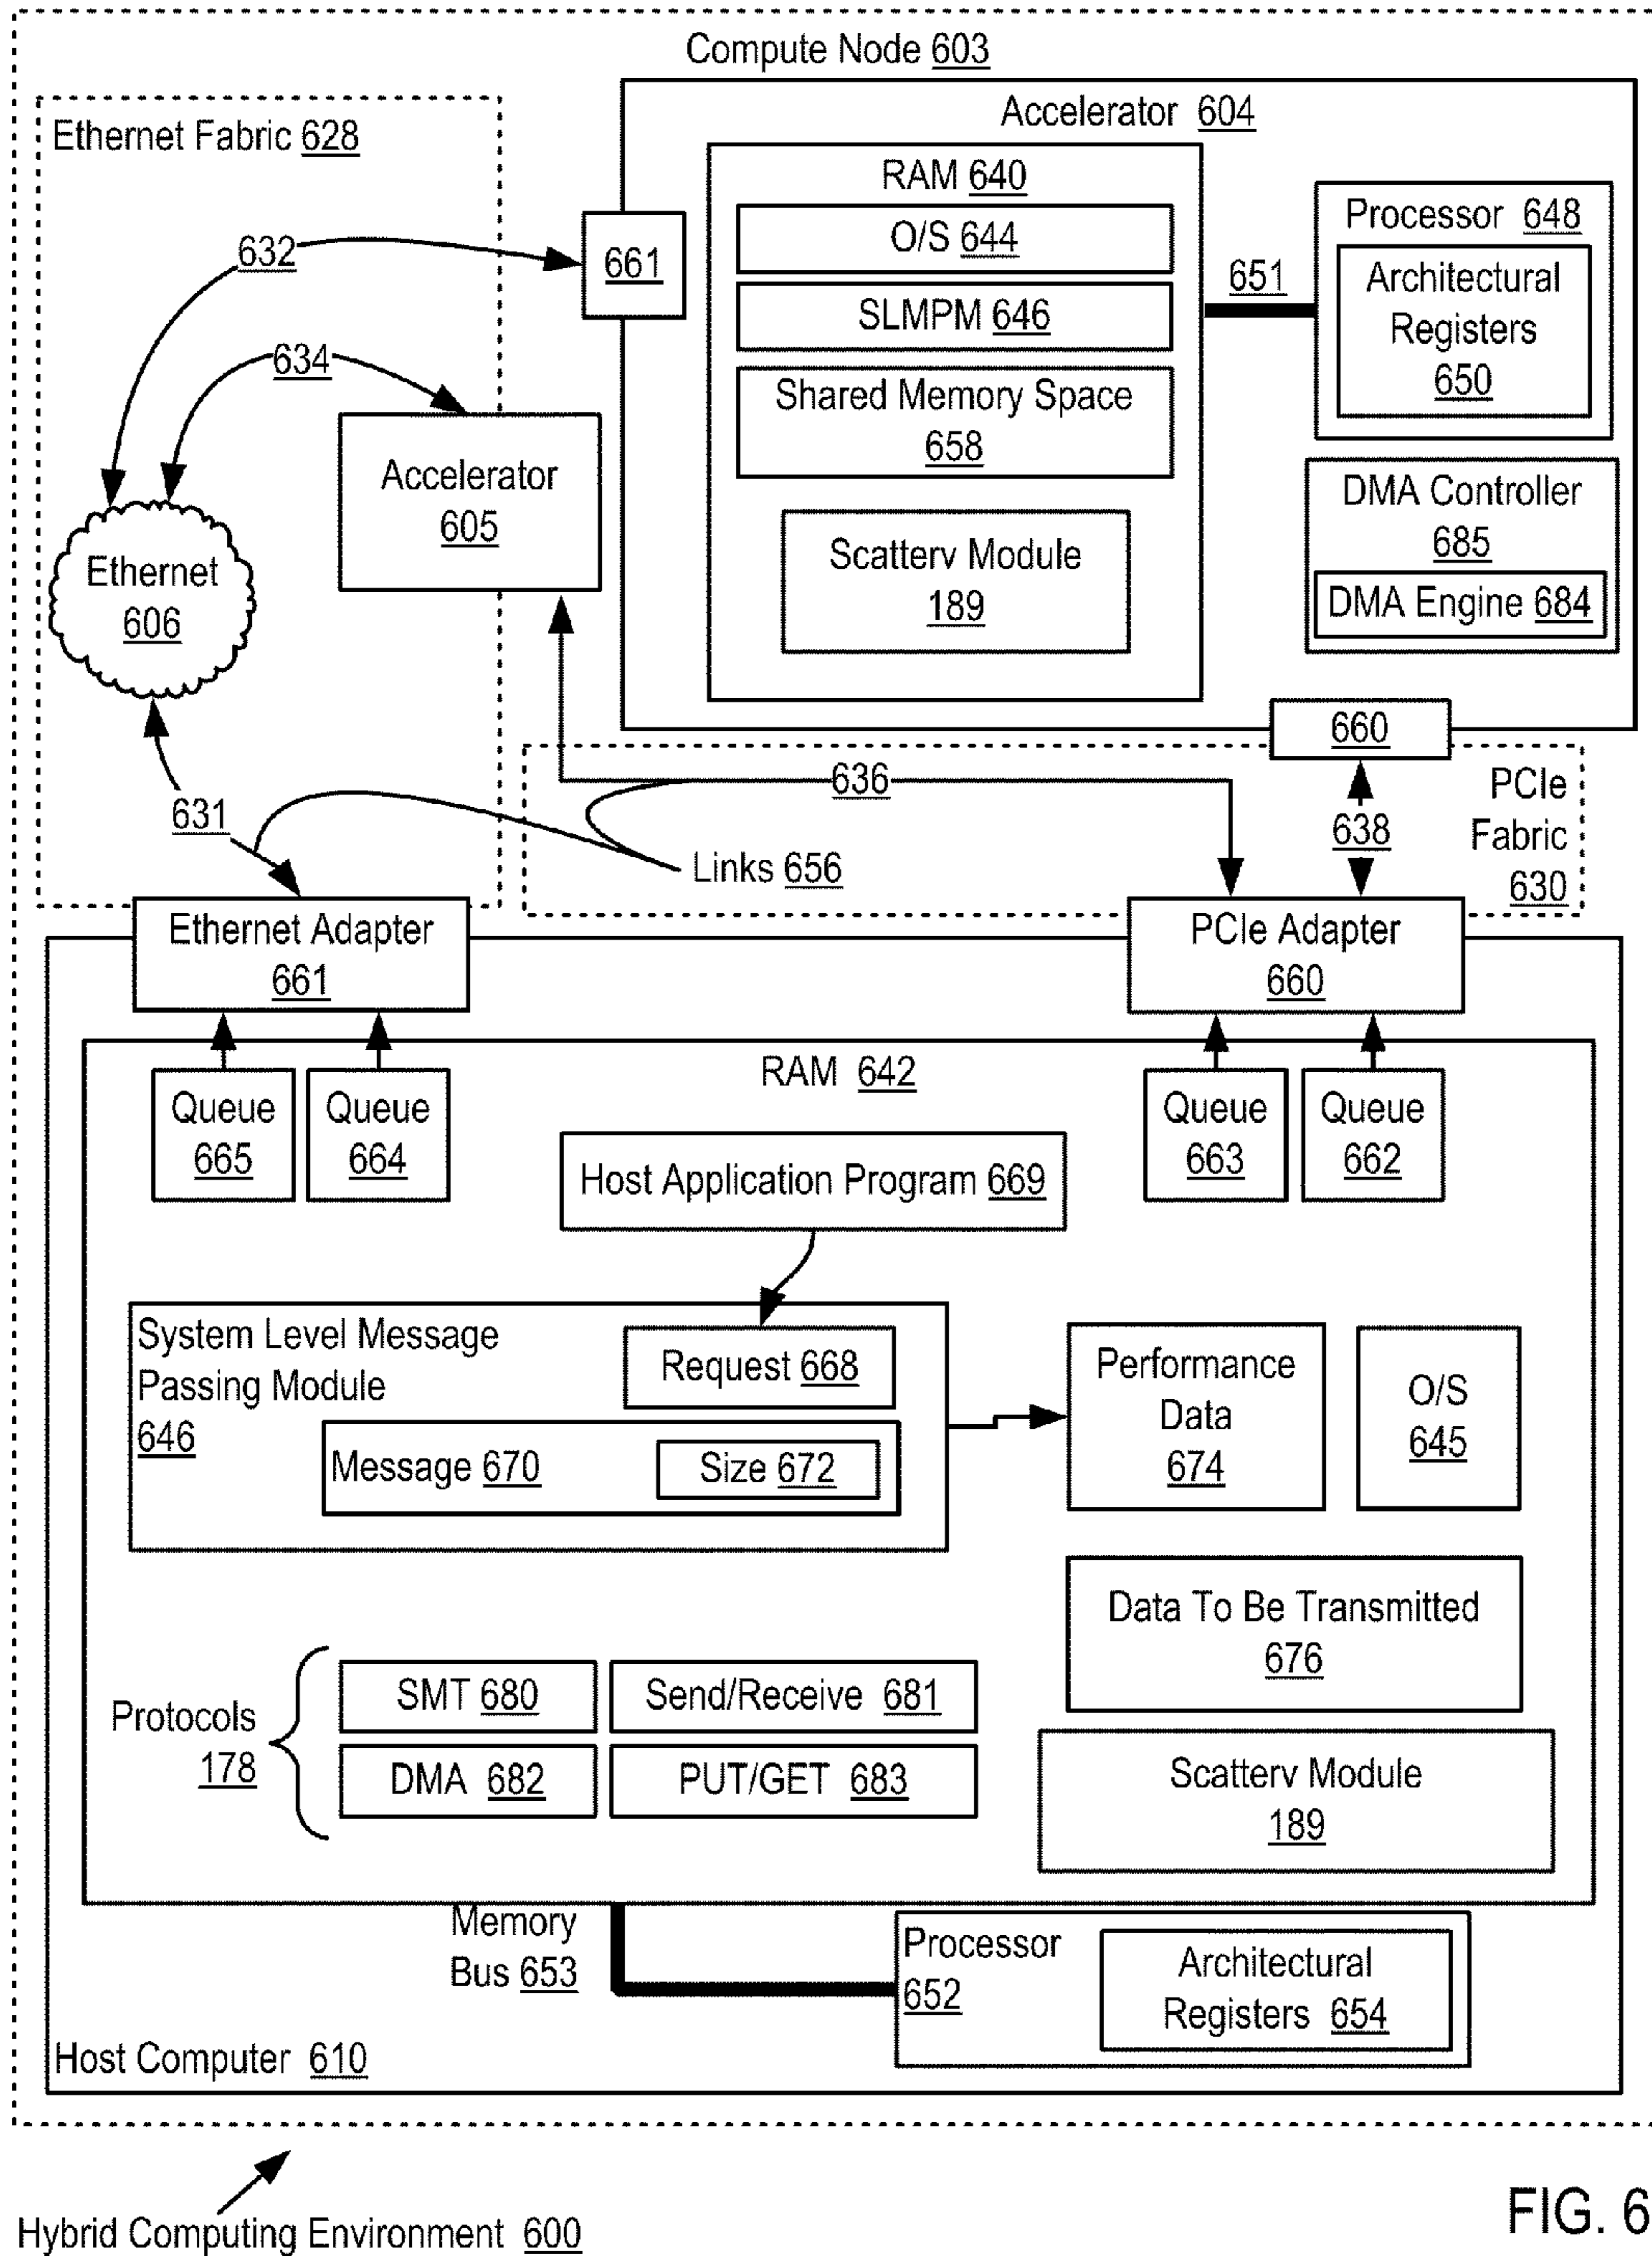 Compute Node 603
Ethernet Fabric 628
Accelerator 604
RAM 640
O/S 644
SLMPM 646
Shared Memory Space
658
Scatterv Module
189
651
Processor 648
Architectural
Registers
650
DMA Controller
685
DMA Engine 684
632
661
634
Accelerator
605
Ethernet
606
660
636
638
PCIe
Fabric
630
631
Links 656
Ethernet Adapter
661
PCIe Adapter
660
RAM 642
Queue
665
Queue
664
Queue
663
Queue
662
Host Application Program 669
System Level Message
Passing Module
646
Request 668
Message 670
Size 672
Performance
Data
674
O/S
645
Data To Be Transmitted
676
Protocols
178
SMT 680
Send/Receive 681
DMA 682
PUT/GET 683
Scatterv Module
189
Memory
Bus 653
Processor
652
Architectural
Registers 654
Host Computer 610
Hybrid Computing Environment 600
FIG. 6